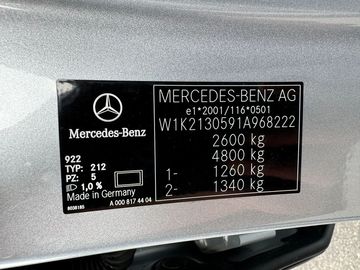 Mercedes-Benz
922
TYP: 212
PZ: 5
1,0 %
Made in Germany
A 000 817 44 04
MERCEDES-BENZ AG
e1*2001/116*0501
W1K2130591A968222
2600 kg
4800 kg
1- 1260 kg
2- 1340 kg